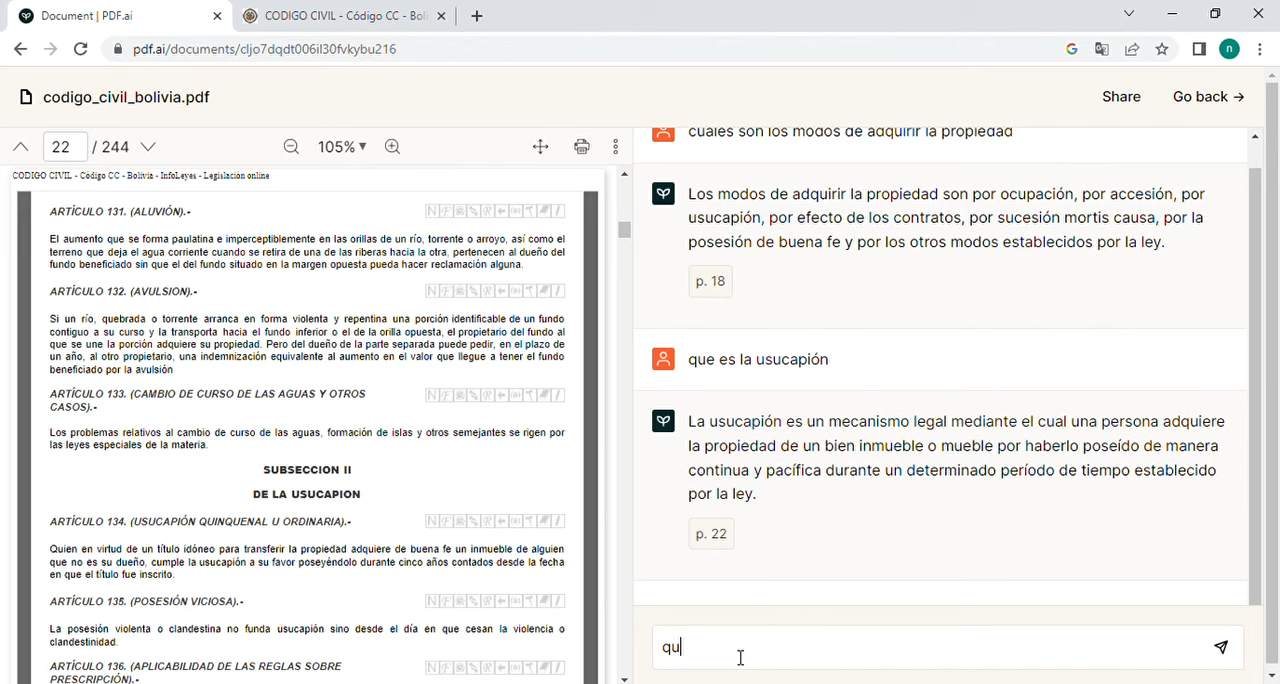 Document | PDF.ai
CODIGO CIVIL - Código CC - Boli
pdf.ai/documents/cljo7dqdt006il30fvkybu216
n
codigo_civil_bolivia.pdf
Share
Go back →
22 / 244
105%
CODIGO CIVIL - Código CC - Bolivia - InfoLeyes - Legislación online
ARTÍCULO 131. (ALUVIÓN).-
El aumento que se forma paulatina e imperceptiblemente en las orillas de un río, torrente o arroyo, así como el
terreno que deja el agua corriente cuando se retira de una de las riberas hacia la otra, pertenecen al dueño del
fundo beneficiado sin que el del fundo situado en la margen opuesta pueda hacer reclamación alguna.
ARTÍCULO 132. (AVULSION).-
Si un río, quebrada o torrente arranca en forma violenta y repentina una porción identificable de un fundo
contiguo a su curso y la transporta hacia el fundo inferior o el de la orilla opuesta, el propietario del fundo al
que se une la porción adquiere su propiedad. Pero del dueño de la parte separada puede pedir, en el plazo de
un año, al otro propietario, una indemnización equivalente al aumento en el valor que llegue a tener el fundo
beneficiado por la avulsión
ARTÍCULO 133. (CAMBIO DE CURSO DE LAS AGUAS Y OTROS
CASOS).-
Los problemas relativos al cambio de curso de las aguas, formación de islas y otros semejantes se rigen por
las leyes especiales de la materia.
SUBSECCION II
DE LA USUCAPION
ARTÍCULO 134. (USUCAPIÓN QUINQUENAL U ORDINARIA).-
Quien en virtud de un título idóneo para transferir la propiedad adquiere de buena fe un inmueble de alguien
que no es su dueño, cumple la usucapión a su favor poseyéndolo durante cinco años contados desde la fecha
en que el título fue inscrito.
ARTÍCULO 135. (POSESIÓN VICIOSA).-
La posesión violenta o clandestina no funda usucapión sino desde el día en que cesan la violencia o
clandestinidad.
ARTÍCULO 136. (APLICABILIDAD DE LAS REGLAS SOBRE
PRESCRIPCIÓN).-
cuales son los modos de adquirir la propiedad
Los modos de adquirir la propiedad son por ocupación, por accesión, por
usucapión, por efecto de los contratos, por sucesión mortis causa, por la
posesión de buena fe y por los otros modos establecidos por la ley.
p. 18
que es la usucapión
La usucapión es un mecanismo legal mediante el cual una persona adquiere
la propiedad de un bien inmueble o mueble por haberlo poseído de manera
continua y pacífica durante un determinado período de tiempo establecido
por la ley.
p. 22
qu